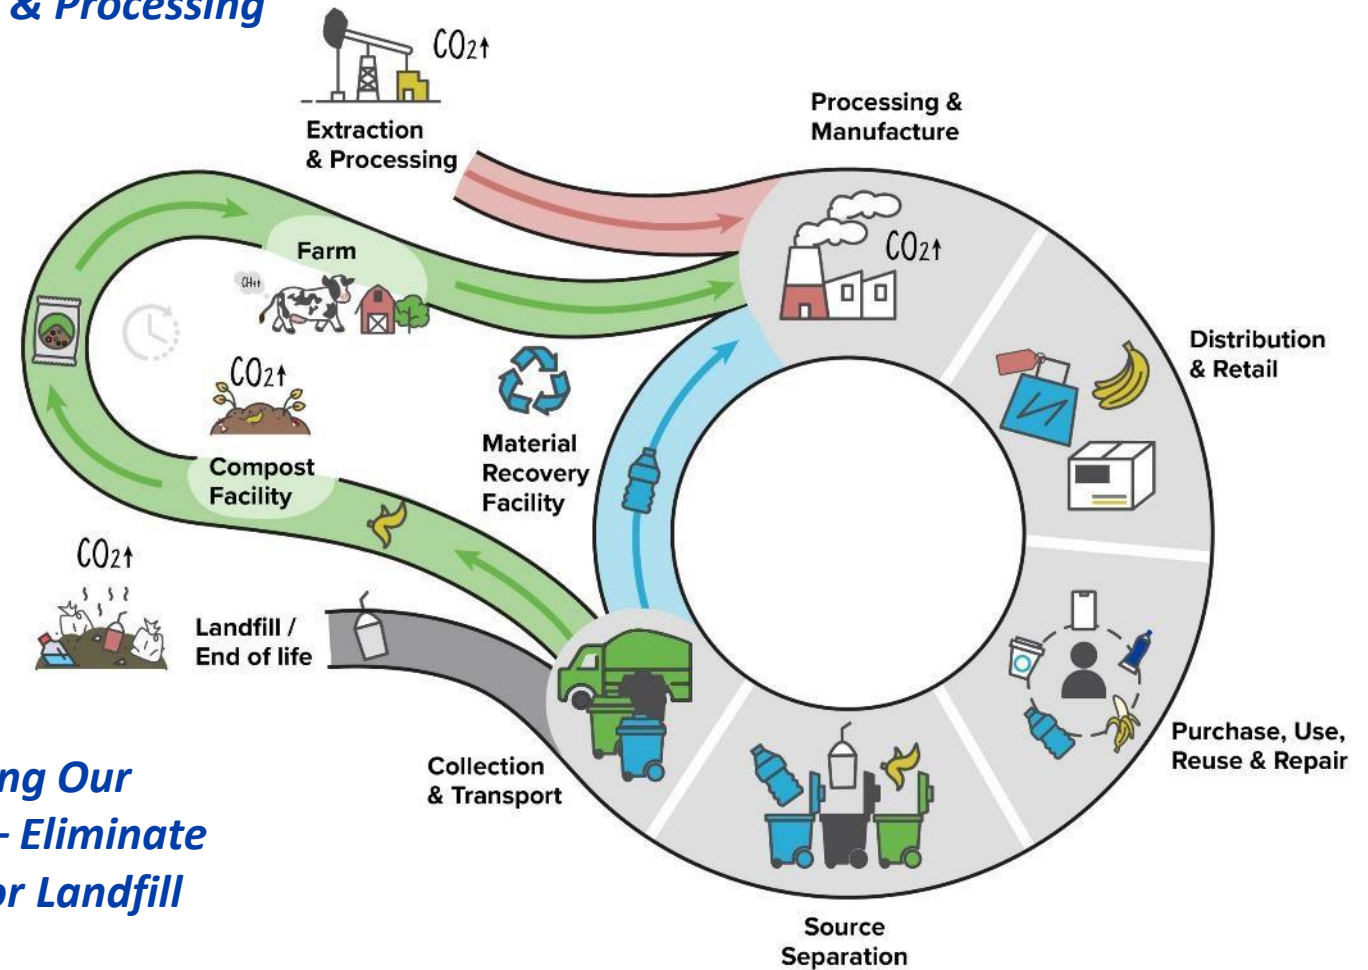 & Processing
CO2↑
Extraction
& Processing
Processing &
Manufacture
CO2↑
Farm
CH4↑
Distribution
& Retail
CO2↑
Material
Recovery
Facility
Compost
Facility
CO2↑
Landfill /
End of life
Purchase, Use,
Reuse & Repair
Collection
& Transport
ng Our
– Eliminate
or Landfill
Source
Separation